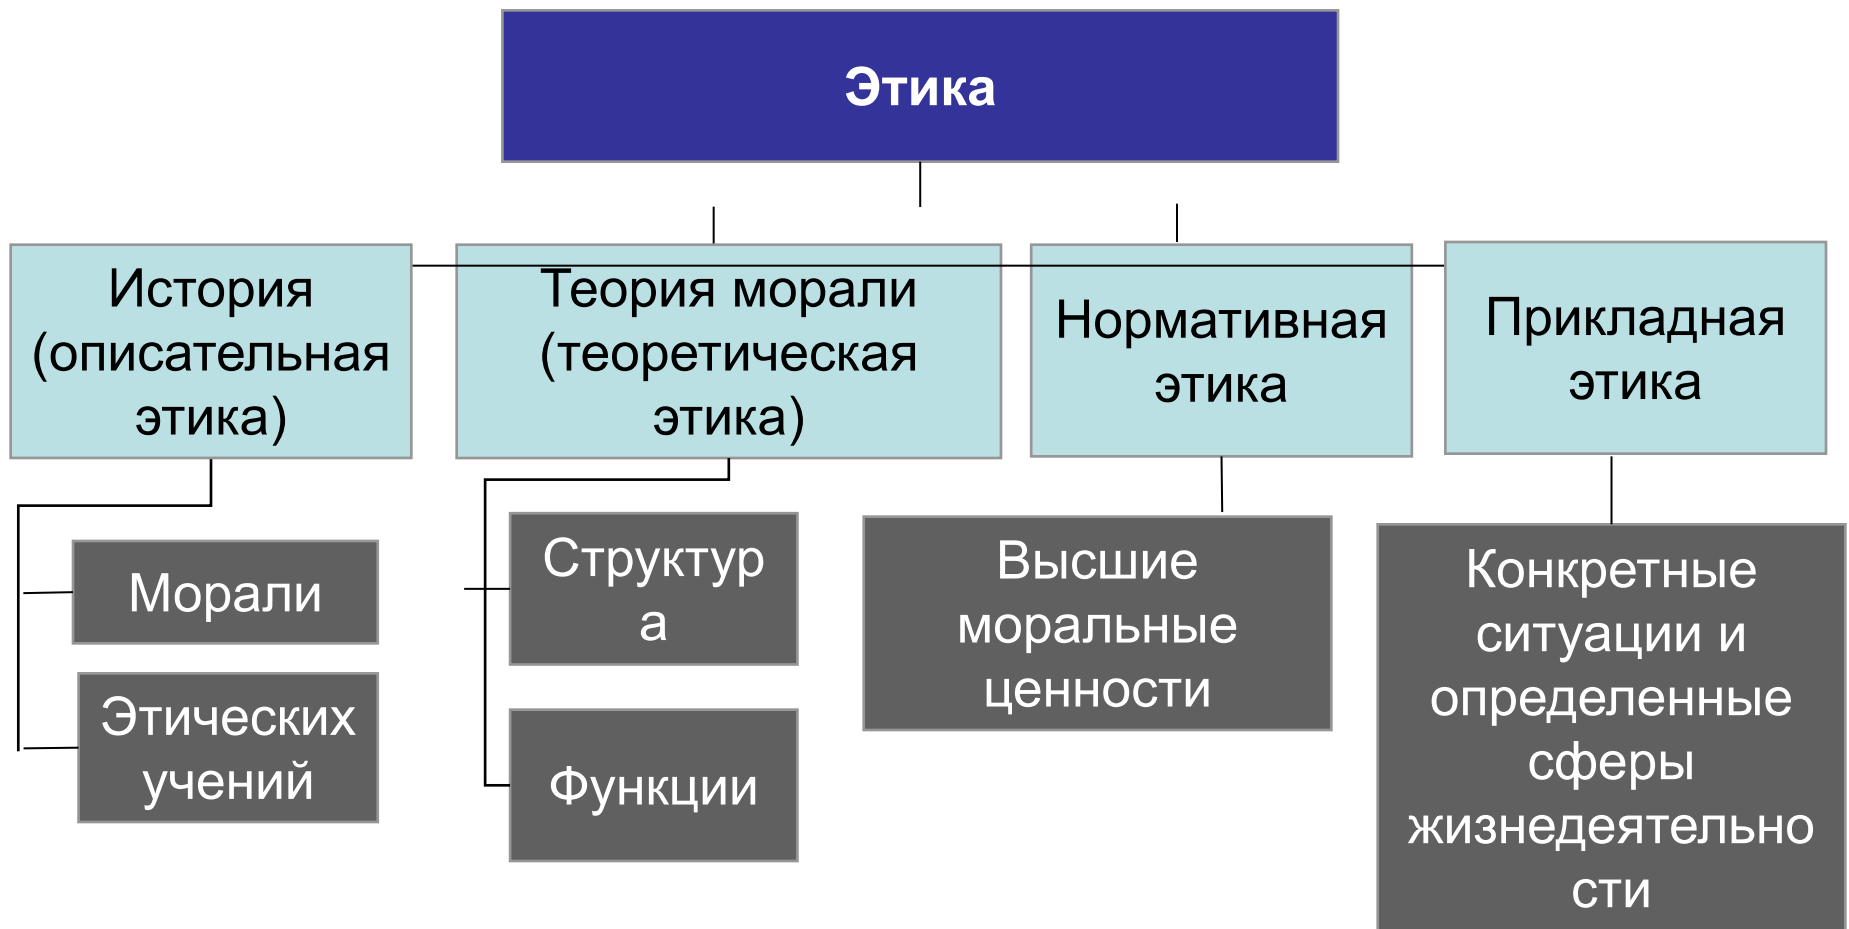 Этика
История
(описательная
этика)
Теория морали
(теоретическая
этика)
Нормативная
этика
Прикладная
этика
Морали
Этических
учений
Структур
а
Функции
Высшие
моральные
ценности
Конкретные
ситуации и
определенные
сферы
жизнедеятельно
сти